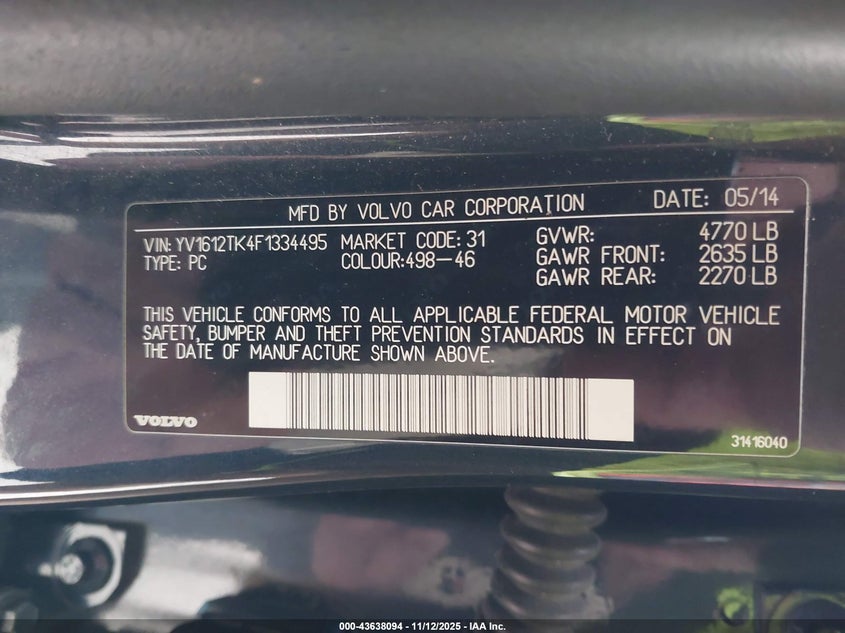 MFD BY VOLVO CAR CORPORATION DATE: 05/14
VIN: YV1612TK4F1334495 MARKET CODE: 31 GVWR: 4770 LB
TYPE: PC COLOUR:498-46 GAWR FRONT: 2635 LB
GAWR REAR: 2270 LB
THIS VEHICLE CONFORMS TO ALL APPLICABLE FEDERAL MOTOR VEHICLE
SAFETY, BUMPER AND THEFT PREVENTION STANDARDS IN EFFECT ON
THE DATE OF MANUFACTURE SHOWN ABOVE.
VOLVO
31416040
000-43638094 - 11/12/2025 - IAA Inc.